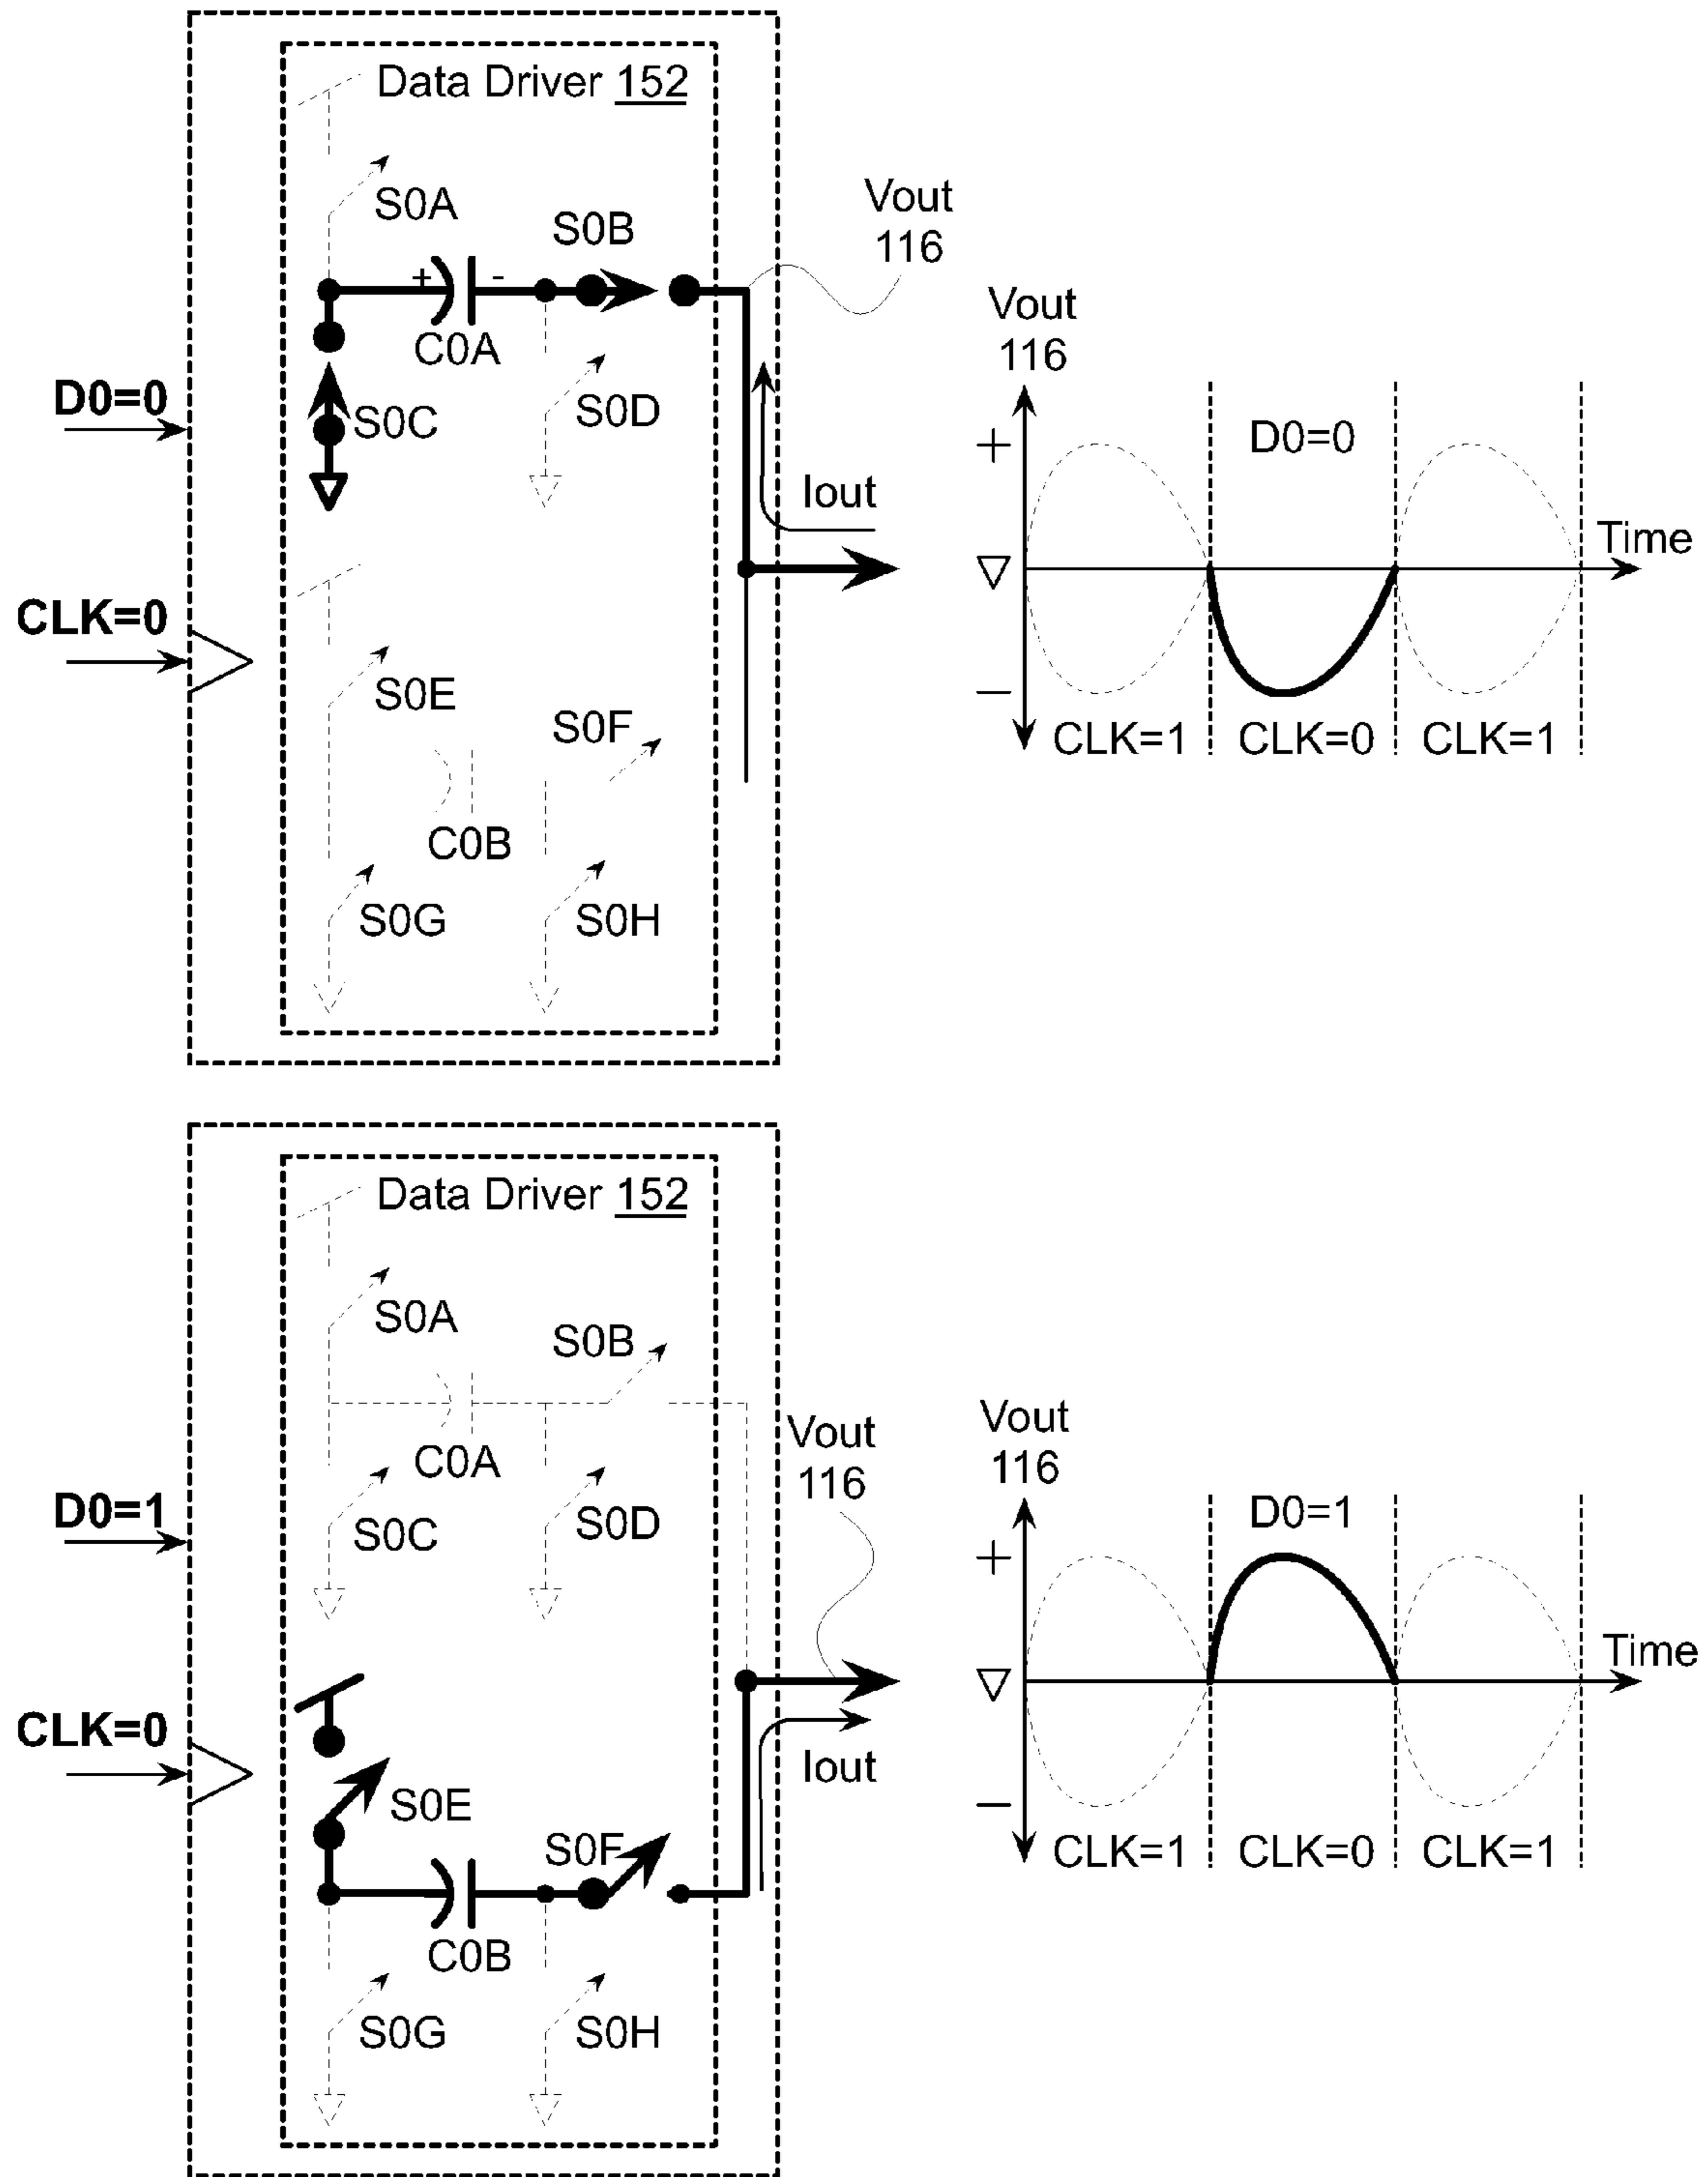 Data Driver 152
S0A
S0B
Vout
116
+ -
C0A
Vout
116
D0=0
S0C
S0D
D0=0
+
Iout
Time
CLK=0
S0E
S0F
−
CLK=1
CLK=0
CLK=1
C0B
S0G
S0H
Data Driver 152
S0A
S0B
Vout
116
Vout
116
C0A
D0=1
S0C
S0D
D0=1
+
Time
CLK=0
Iout
S0E
S0F
−
CLK=1
CLK=0
CLK=1
C0B
S0G
S0H